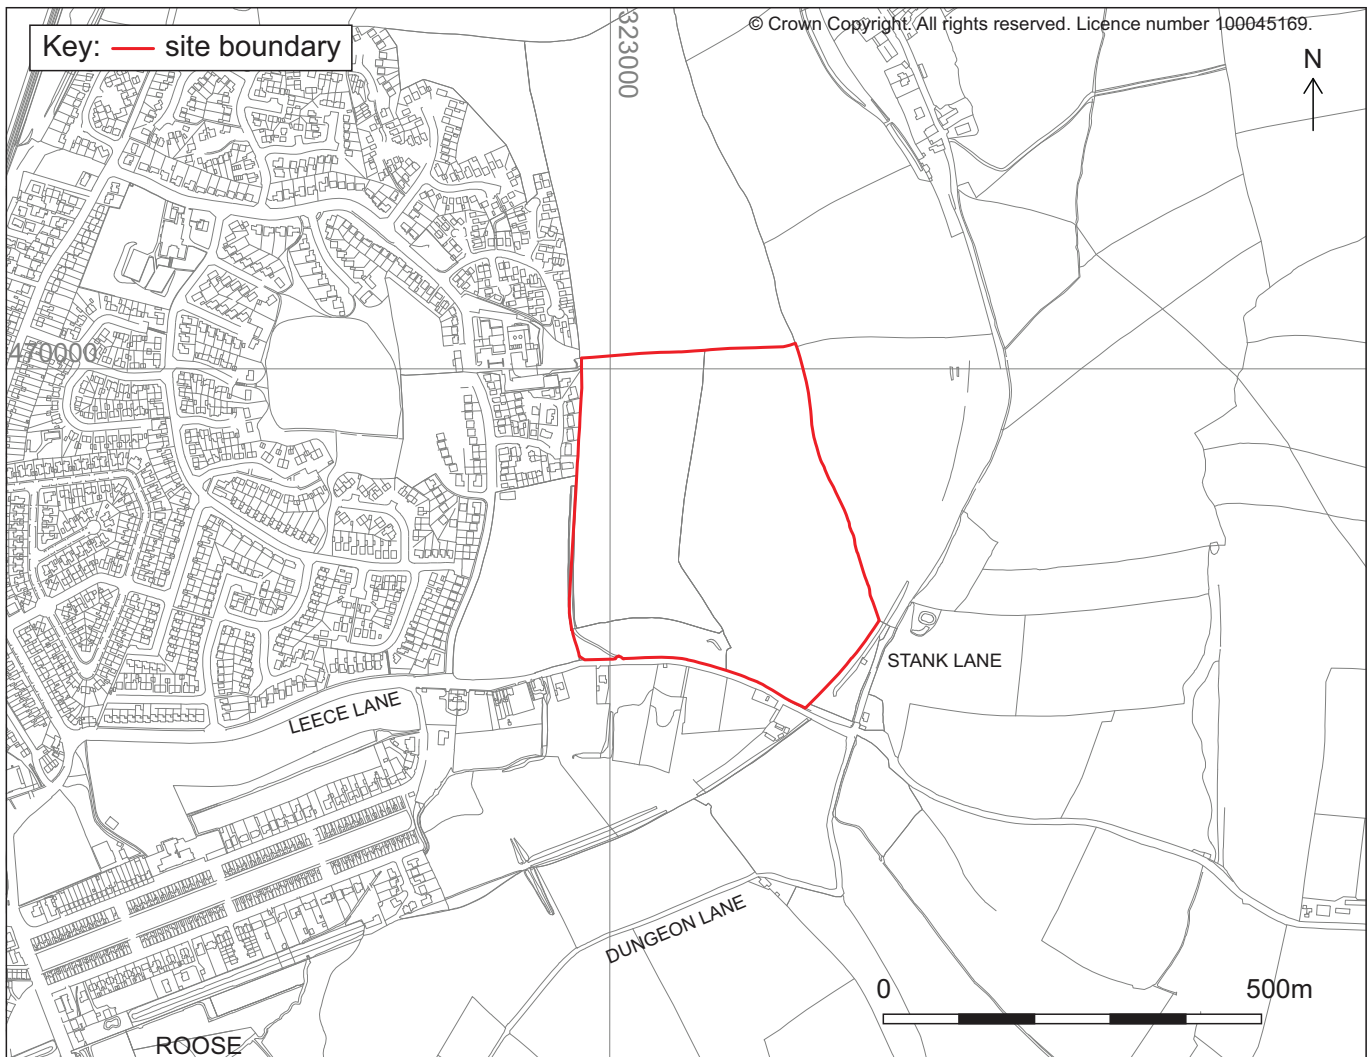 © Crown Copyright. All rights reserved. Licence number 100045169.
Key: site boundary
323000
N
470000
STANK LANE
LEECE LANE
DUNGEON LANE
0 500m
ROOSE